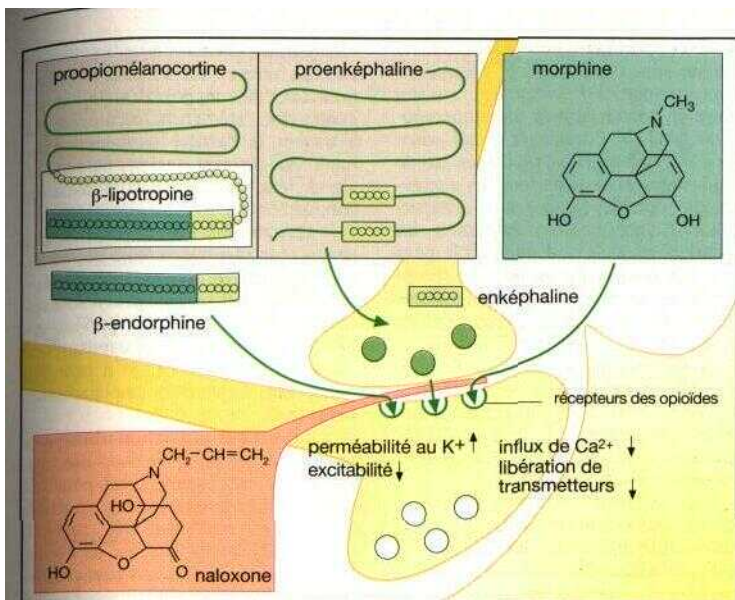 proopiomélanocortine
β-lipotropine
β-endorphine
proenképhaline
enképhaline
morphine
N
CH₃
HO
O
OH
récepteurs des opioïdes
perméabilité au K+ ↑
excitabilité ↓
influx de Ca²⁺ ↓
libération de
transmetteurs ↓
CH₂–CH=CH₂
N
HO
HO
O
O
naloxone